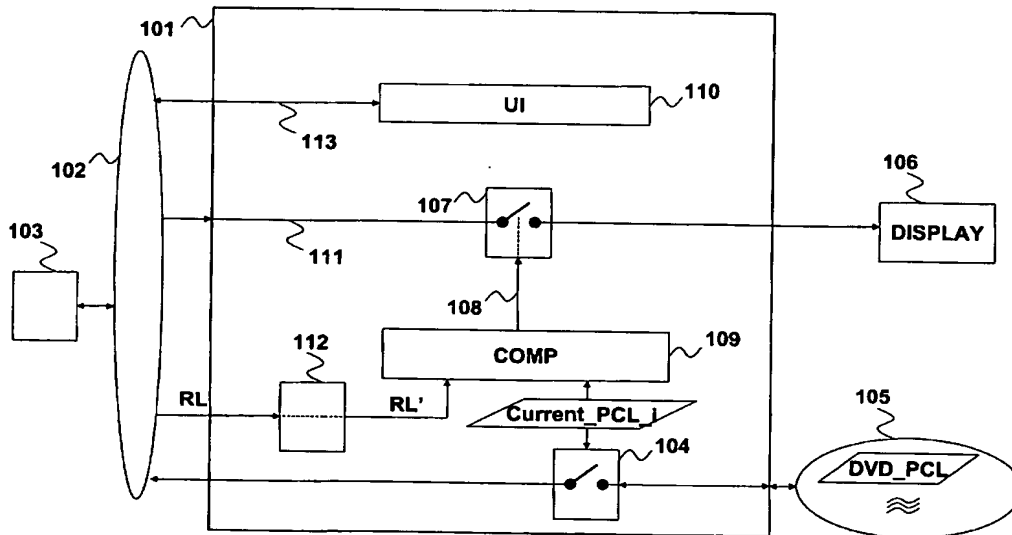 101
UI
110
113
102
107
106
DISPLAY
103
111
108
COMP
109
112
RL
RL'
Current_PCL_i
105
104
DVD_PCL